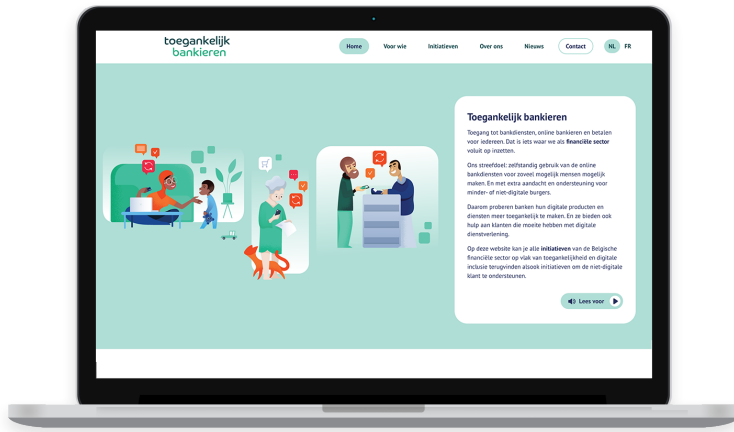 toegankelijk
bankieren
Home Voor wie Initiatieven Over ons Nieuws Contact NL FR
Toegankelijk bankieren
Toegang tot bankdiensten, online bankieren en betalen
voor iedereen. Dat is iets waar we als financiële sector
voluit op inzetten.
Ons streefdoel: zelfstandig gebruik van de online
bankdiensten voor zoveel mogelijk mensen mogelijk
maken. En met extra aandacht en ondersteuning voor
minder- of niet-digitale burgers.
Daarom proberen banken hun digitale producten en
diensten meer toegankelijk te maken. En ze bieden ook
hulp aan klanten die moeite hebben met digitale
dienstverlening.
Op deze website kan je alle initiatieven van de Belgische
financiële sector op vlak van toegankelijkheid en digitale
inclusie terugvinden alsook initiatieven om de niet-digitale
klant te ondersteunen.
Lees voor